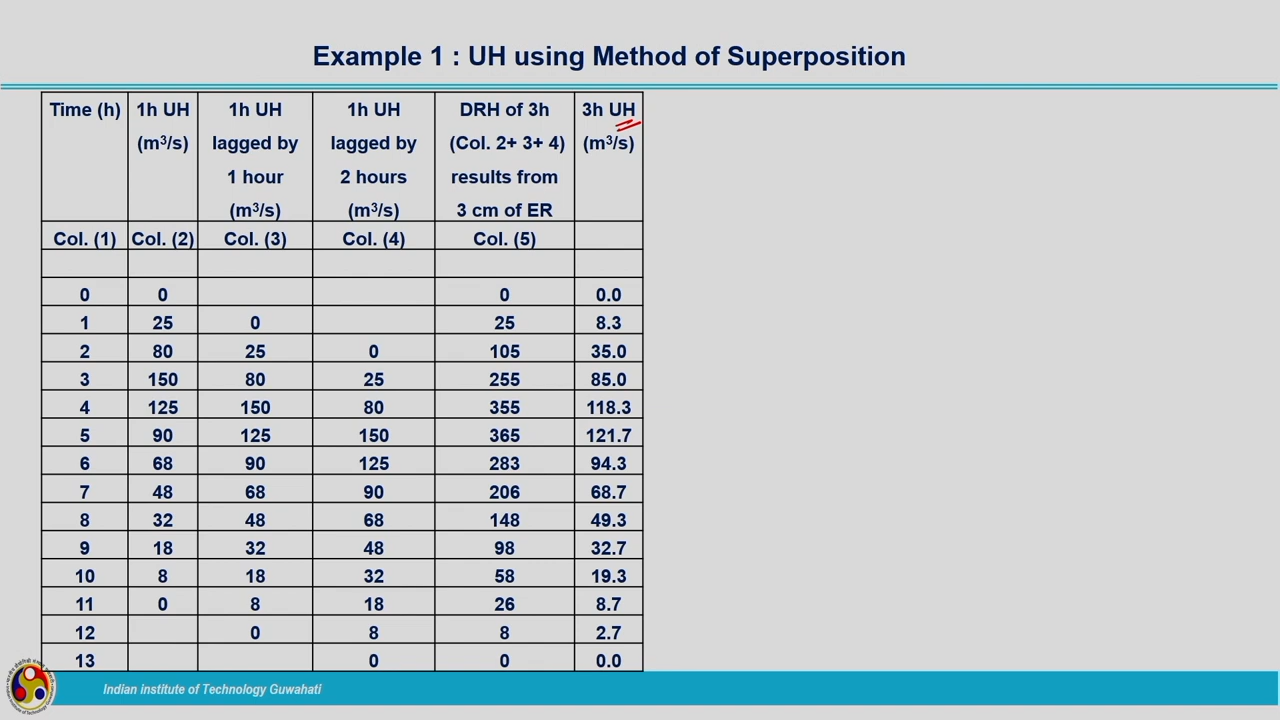 Example 1 : UH using Method of Superposition
Time (h) 1h UH 1h UH 1h UH DRH of 3h 3h UH
(m³/s) lagged by lagged by (Col. 2+ 3+ 4) (m³/s)
1 hour 2 hours results from
(m³/s) (m³/s) 3 cm of ER
Col. (1) Col. (2) Col. (3) Col. (4) Col. (5)
0 0 0 0.0
1 25 0 25 8.3
2 80 25 0 105 35.0
3 150 80 25 255 85.0
4 125 150 80 355 118.3
5 90 125 150 365 121.7
6 68 90 125 283 94.3
7 48 68 90 206 68.7
8 32 48 68 148 49.3
9 18 32 48 98 32.7
10 8 18 32 58 19.3
11 0 8 18 26 8.7
12 0 8 8 2.7
13 0 0 0.0
Indian institute of Technology Guwahati